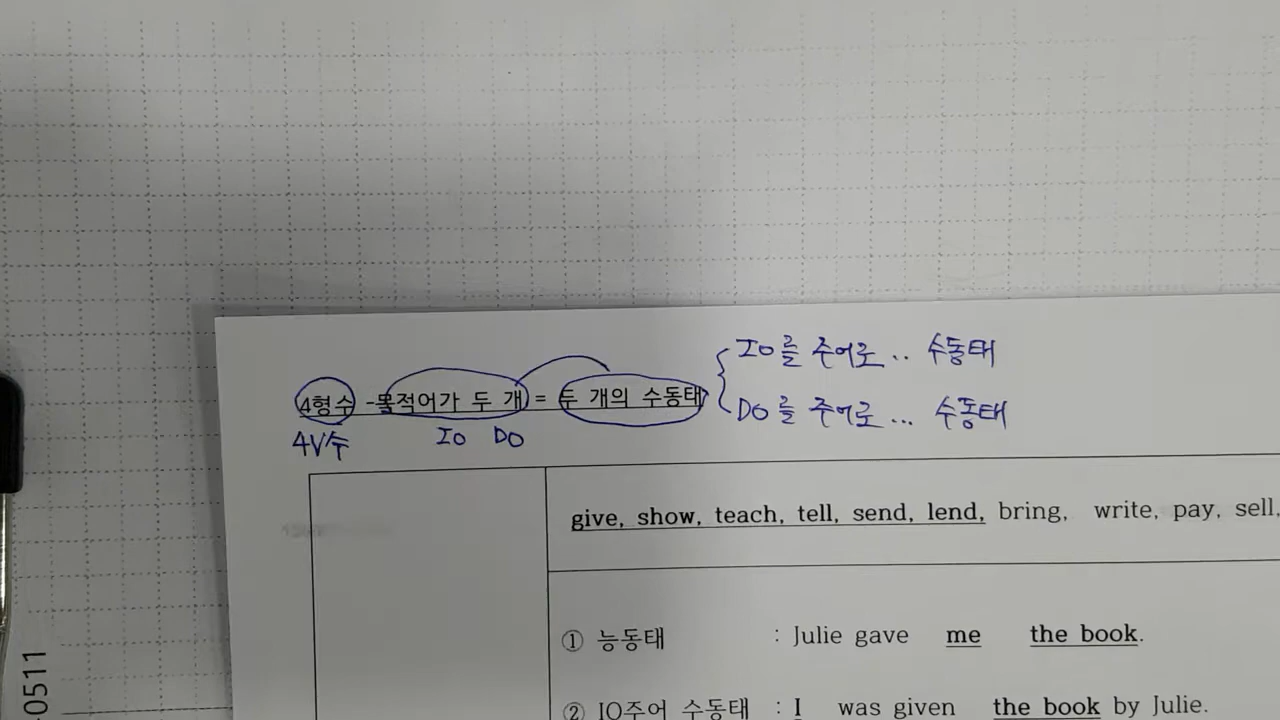 IO를 주어로.. 수동태
4형수 -목적어가 두 개 = 두 개의 수동태
DO를 주어로... 수동태
4V수 IO DO
give, show, teach, tell, send, lend, bring, write, pay, sell,
① 능동태 : Julie gave me the book.
② IO주어 수동태 : I was given the book by Julie.
-0511